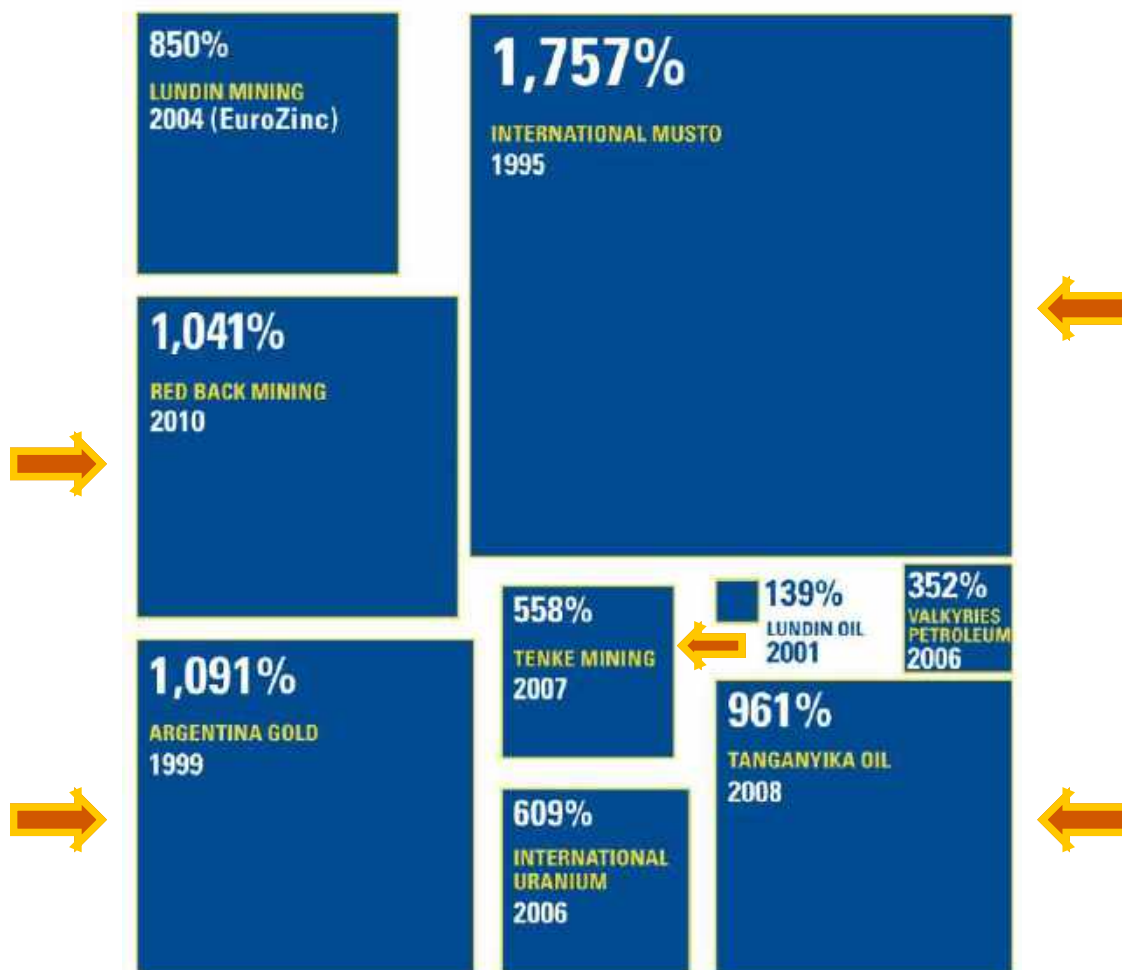 850%
LUNDIN MINING
2004 (EuroZinc)
1,757%
INTERNATIONAL MUSTO
1995
1,041%
RED BACK MINING
2010
558%
TENKE MINING
2007
139%
LUNDIN OIL
2001
352%
VALKYRIES
PETROLEUM
2006
1,091%
ARGENTINA GOLD
1999
961%
TANGANYIKA OIL
2008
609%
INTERNATIONAL
URANIUM
2006